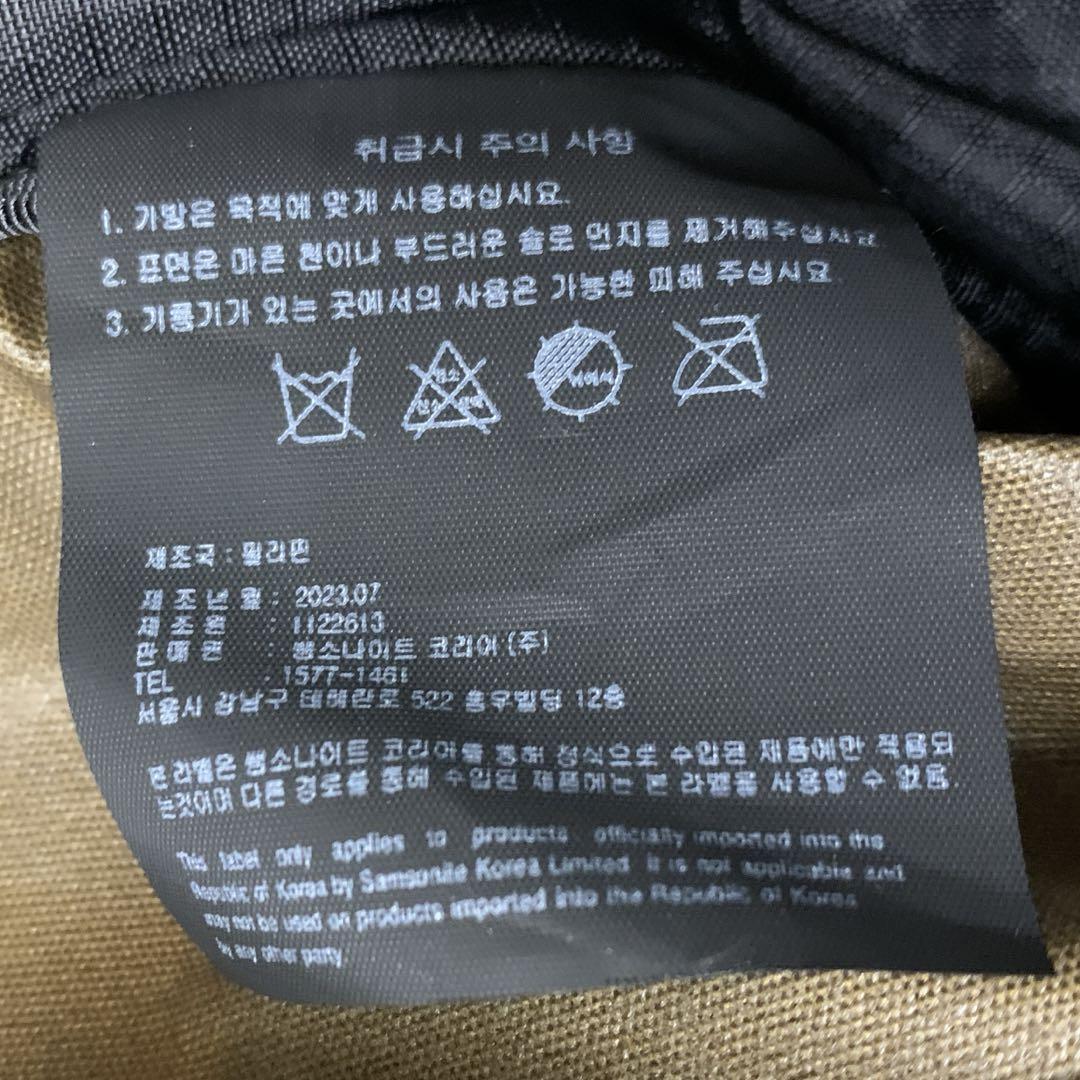 취급시 주의 사항
1. 가방은 목적에 맞게 사용하십시요.
2. 표면은 마른 천이나 부드러운 솔로 먼지를 제거해주십시요
3. 기름기가 있는 곳에서의 사용은 가능한 피해 주십시요
염소
산소 표백
뉘어서
제조국 : 필리핀
제 조 년 월 : 2023.07
제 조 원 : 1122613
판 매 원 : 쌤소나이트 코리아 (주)
TEL : 1577-1461
서울시 강남구 테헤란로 522 홍우빌딩 12층
본 라벨은 쌤소나이트 코리아를 통해 정식으로 수입된 제품에만 적용되
는것이며 다른 경로를 통해 수입된 제품에는 본 라벨을 사용할 수 없음.
This label only applies to products officially imported into the
Republic of Korea by Samsonite Korea Limited It is not applicable and
may not be used on products imported into the Republic of Korea
by any other party